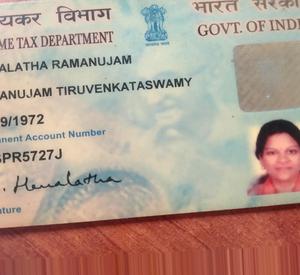 यकर विभाग
भारत सरका
ME TAX DEPARTMENT
GOVT. OF INDI
ALATHA RAMANUJAM
ANUJAM TIRUVENKATASWAMY
9/1972
nent Account Number
SPR5727J
Hemalatha
ature